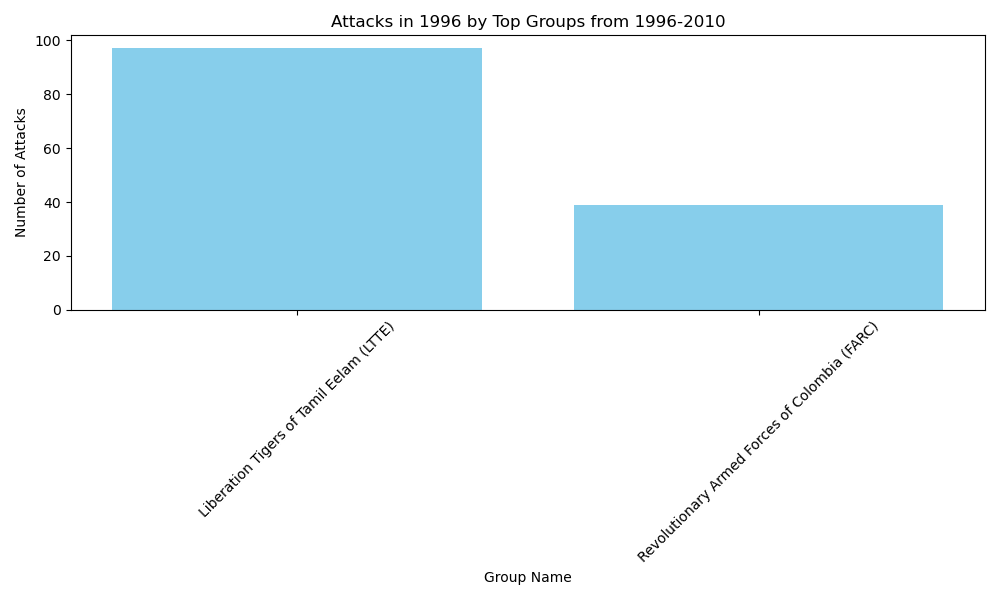 Attacks in 1996 by Top Groups from 1996-2010
Number of Attacks
100
80
60
40
20
0
Liberation Tigers of Tamil Eelam (LTTE)
Revolutionary Armed Forces of Colombia (FARC)
Group Name